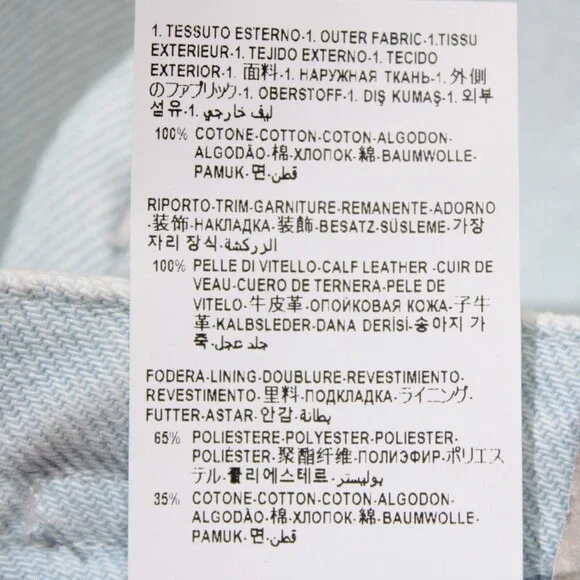 1. TESSUTO ESTERNO-1. OUTER FABRIC-1.TISSU
EXTERIEUR-1. TEJIDO EXTERNO-1. TECIDO
EXTERIOR-1. 面料-1. НАРУЖНАЯ ТКАНЬ-1. 外側
のファブリック-1. OBERSTOFF-1. DIŞ KUMAŞ-1. 외부
섬유-1. ليف خارجي
100% COTONE-COTTON-COTON-ALGODON-
ALGODÃO-棉-ХЛОПОК-綿-BAUMWOLLE-
PAMUK-면-قطن
RIPORTO-TRIM-GARNITURE-REMANENTE-ADORNO
-装饰-НАКЛАДКА-装飾-BESATZ-SÜSLEME-가장
자리 장식-الزركشة
100% PELLE DI VITELLO-CALF LEATHER -CUIR DE
VEAU-CUERO DE TERNERA-PELE DE
VITELO-牛皮革-ОПОЙКОВАЯ КОЖА-子牛
革-KALBSLEDER-DANA DERİSİ-송아지 가
죽-جلد عجل
FODERA-LINING-DOUBLURE-REVESTIMIENTO-
REVESTIMENTO-里料-ПОДКЛАДКА-ライニング-
FUTTER-ASTAR-안감-بطانة
65% POLIESTERE-POLYESTER-POLIESTER-
POLIÉSTER-聚酯纤维-ПОЛИЭФИР-ポリエス
テル-폴리에스테르-بوليستر
35% COTONE-COTTON-COTON-ALGODON-
ALGODÃO-棉-ХЛОПОК-綿-BAUMWOLLE-
PAMUK-면-قطن